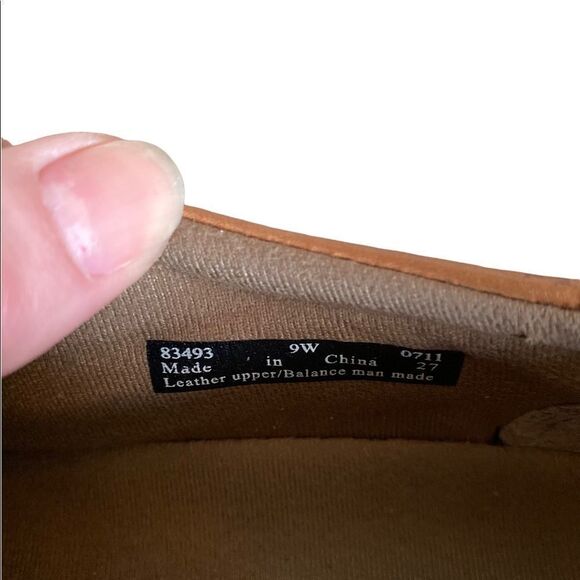 83493 9W 0711
Made in China 27
Leather upper/Balance man made